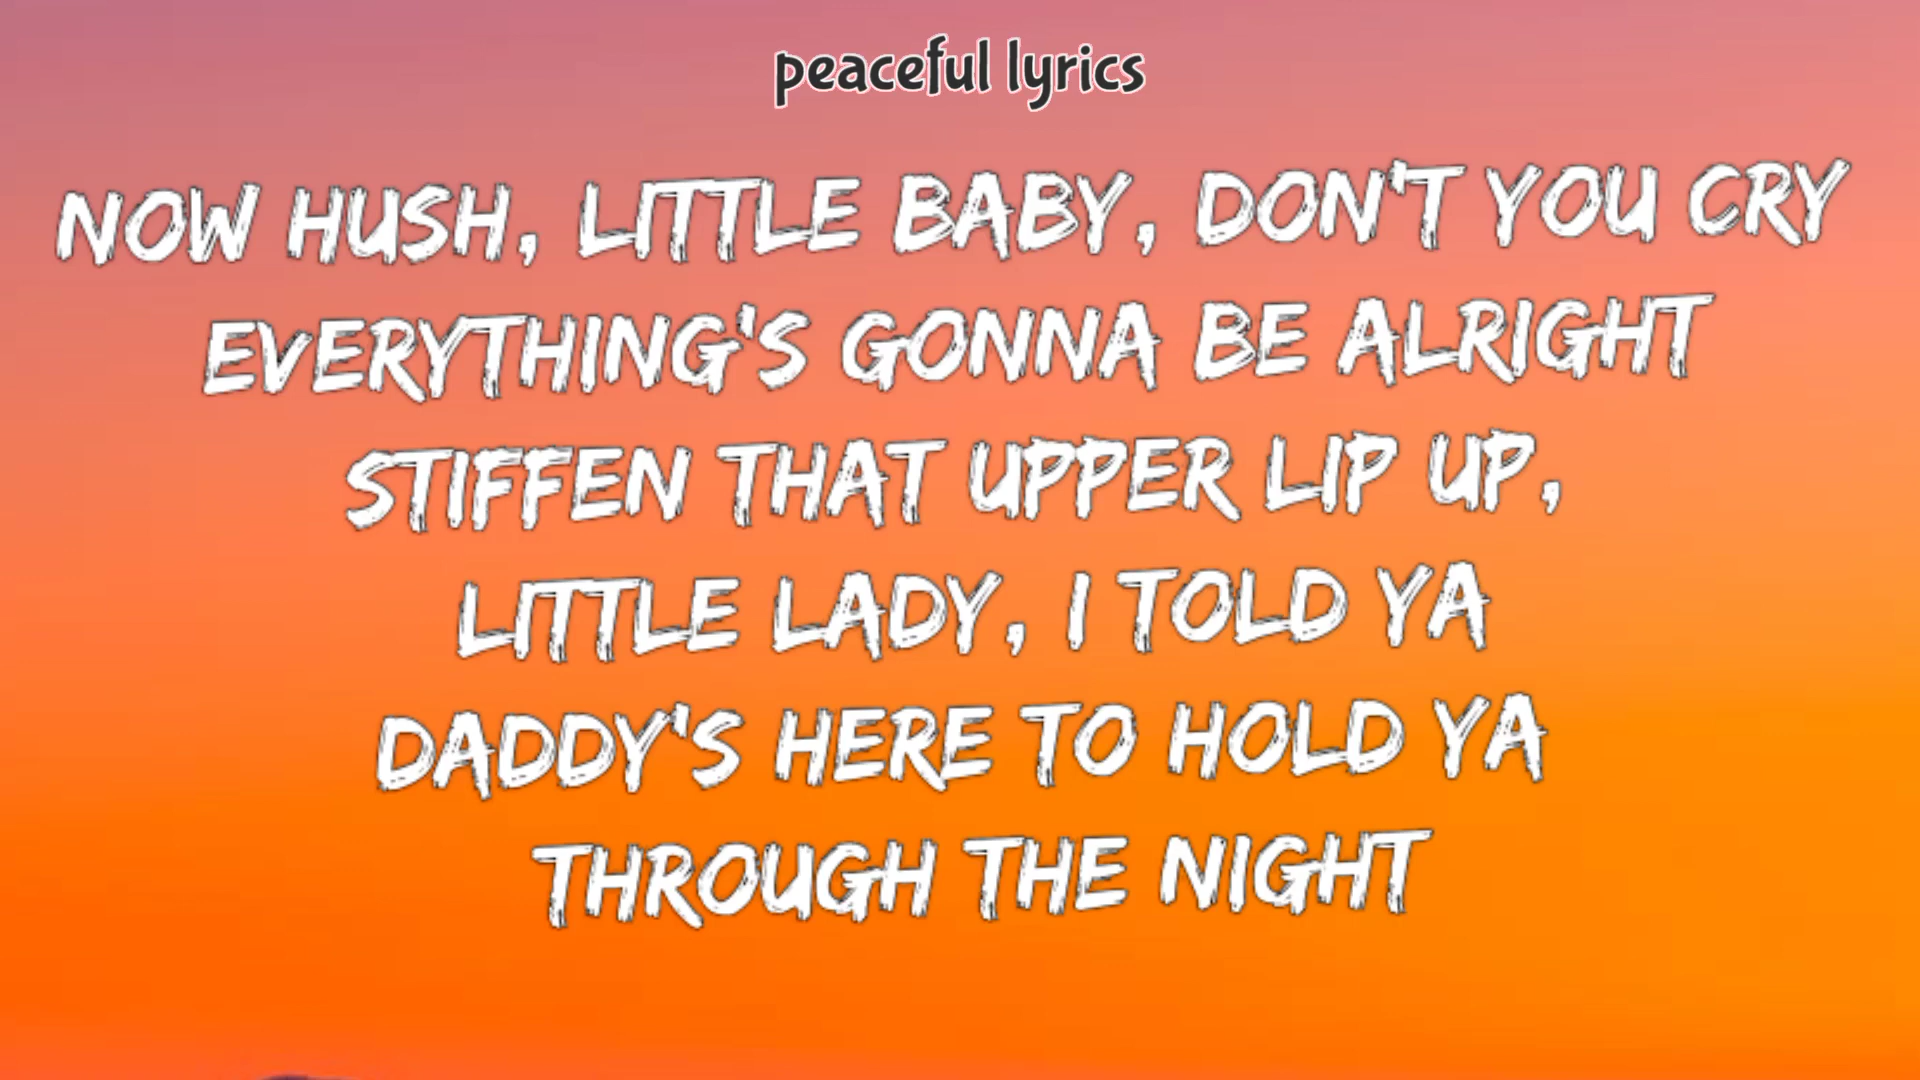 peaceful lyrics
NOW HUSH, LITTLE BABY, DON'T YOU CRY
EVERYTHING'S GONNA BE ALRIGHT
STIFFEN THAT UPPER LIP UP,
LITTLE LADY, I TOLD YA
DADDY'S HERE TO HOLD YA
THROUGH THE NIGHT